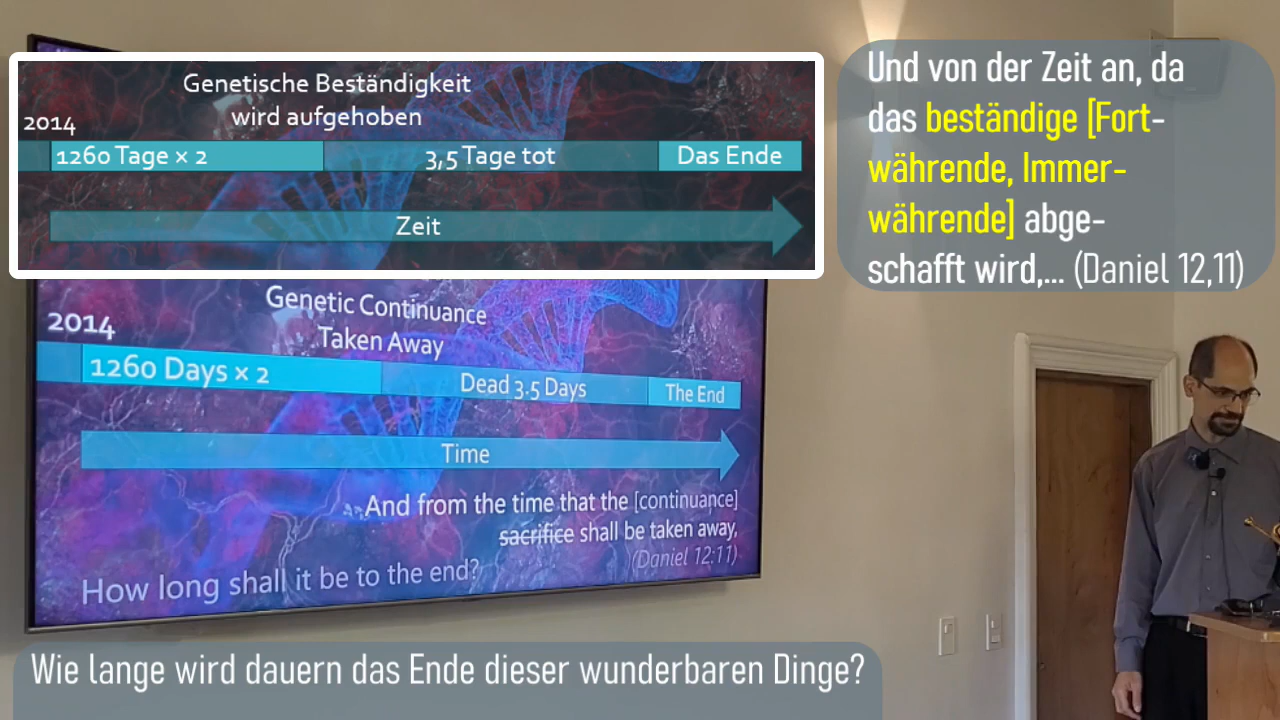 Genetische Beständigkeit
wird aufgehoben
2014
1260 Tage × 2
3,5 Tage tot
Das Ende
Zeit
Und von der Zeit an, da
das beständige [Fort-
währende, Immer-
währende] abge-
schafft wird,... (Daniel 12,11)
Genetic Continuance
Taken Away
2014
1260 Days × 2
Dead 3.5 Days
The End
Time
And from the time that the [continuance]
sacrifice shall be taken away,
(Daniel 12:11)
How long shall it be to the end?
Wie lange wird dauern das Ende dieser wunderbaren Dinge?